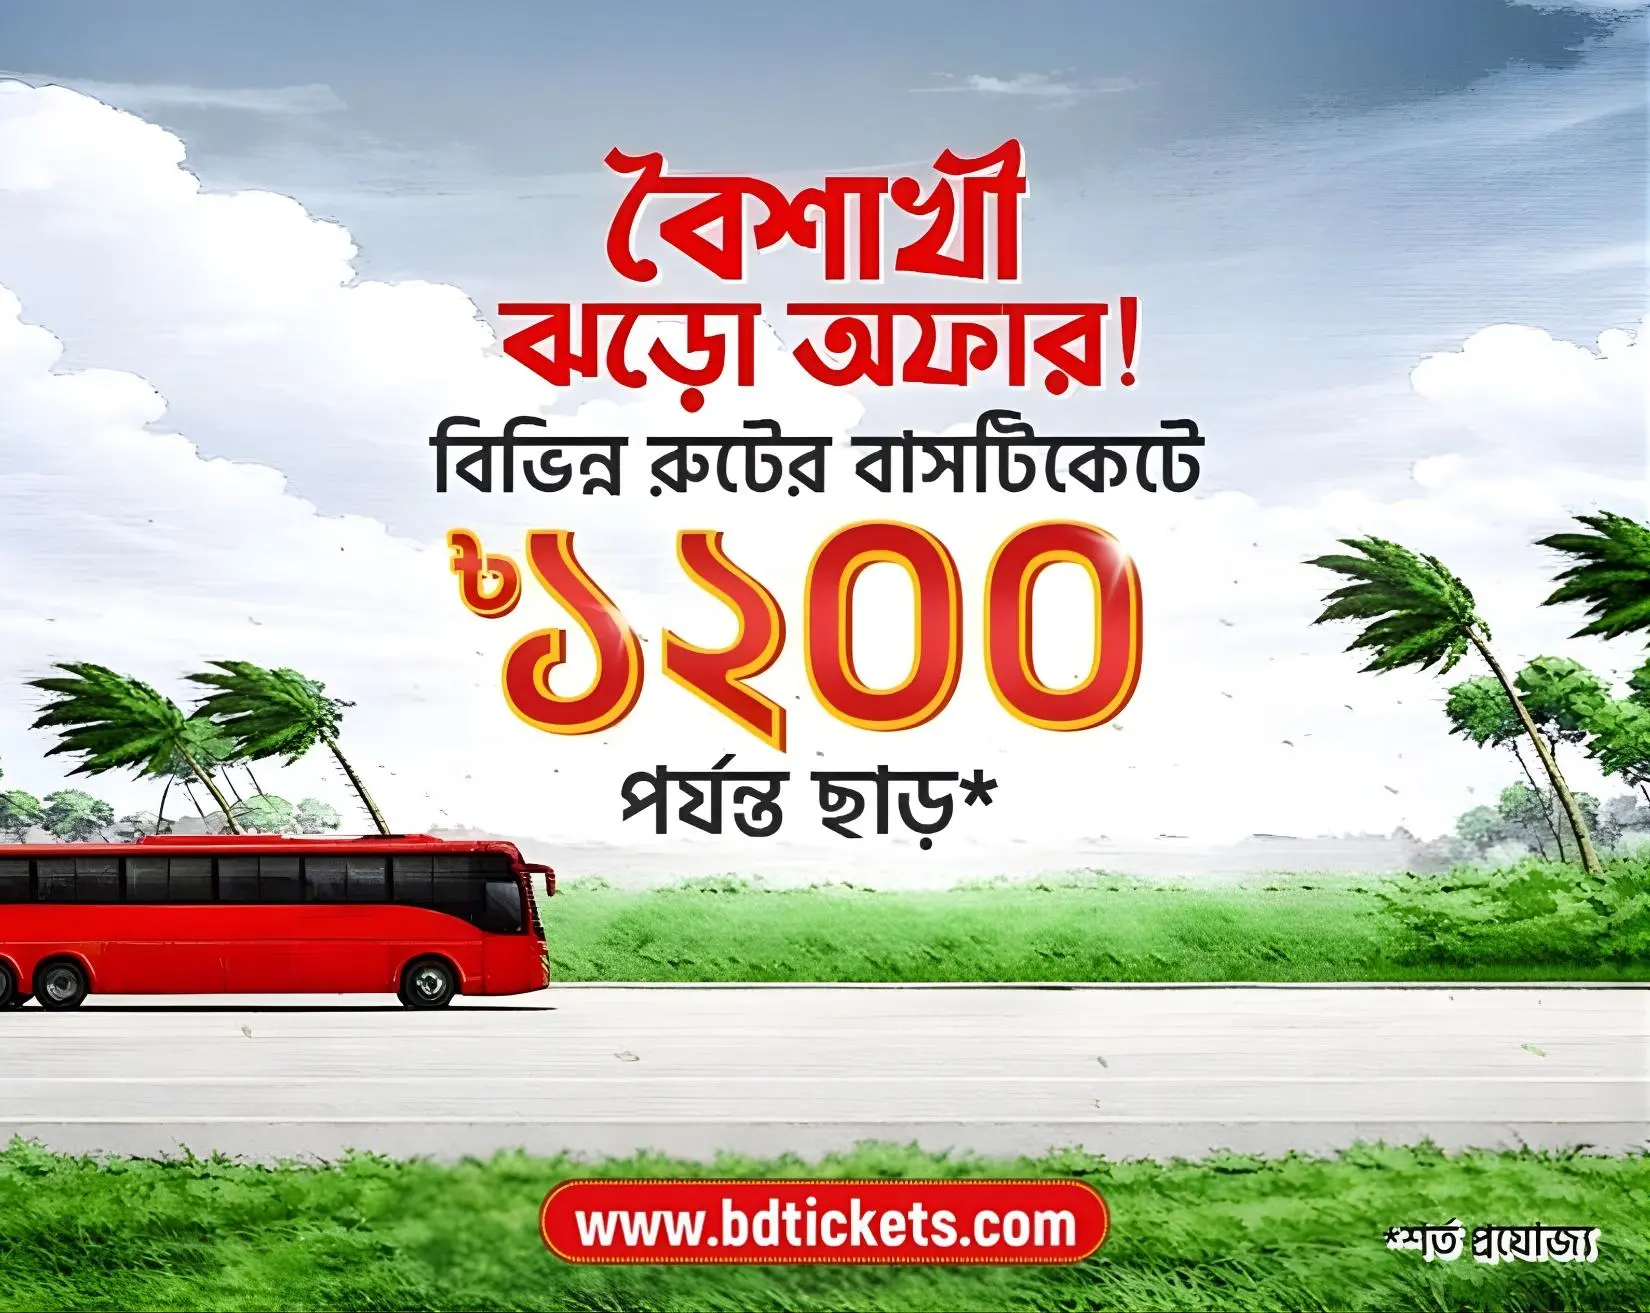 বৈশাখী
ঝড়ো অফার!
বিভিন্ন রুটের বাসটিকেটে
৳১২০০
পর্যন্ত ছাড়*
www.bdtickets.com
*শর্ত প্রযোজ্য